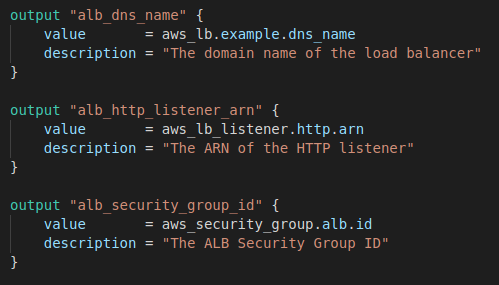 output "alb_dns_name" {
    value       = aws_lb.example.dns_name
    description = "The domain name of the load balancer"
}
output "alb_http_listener_arn" {
    value       = aws_lb_listener.http.arn
    description = "The ARN of the HTTP listener"
}
output "alb_security_group_id" {
    value       = aws_security_group.alb.id
    description = "The ALB Security Group ID"
}